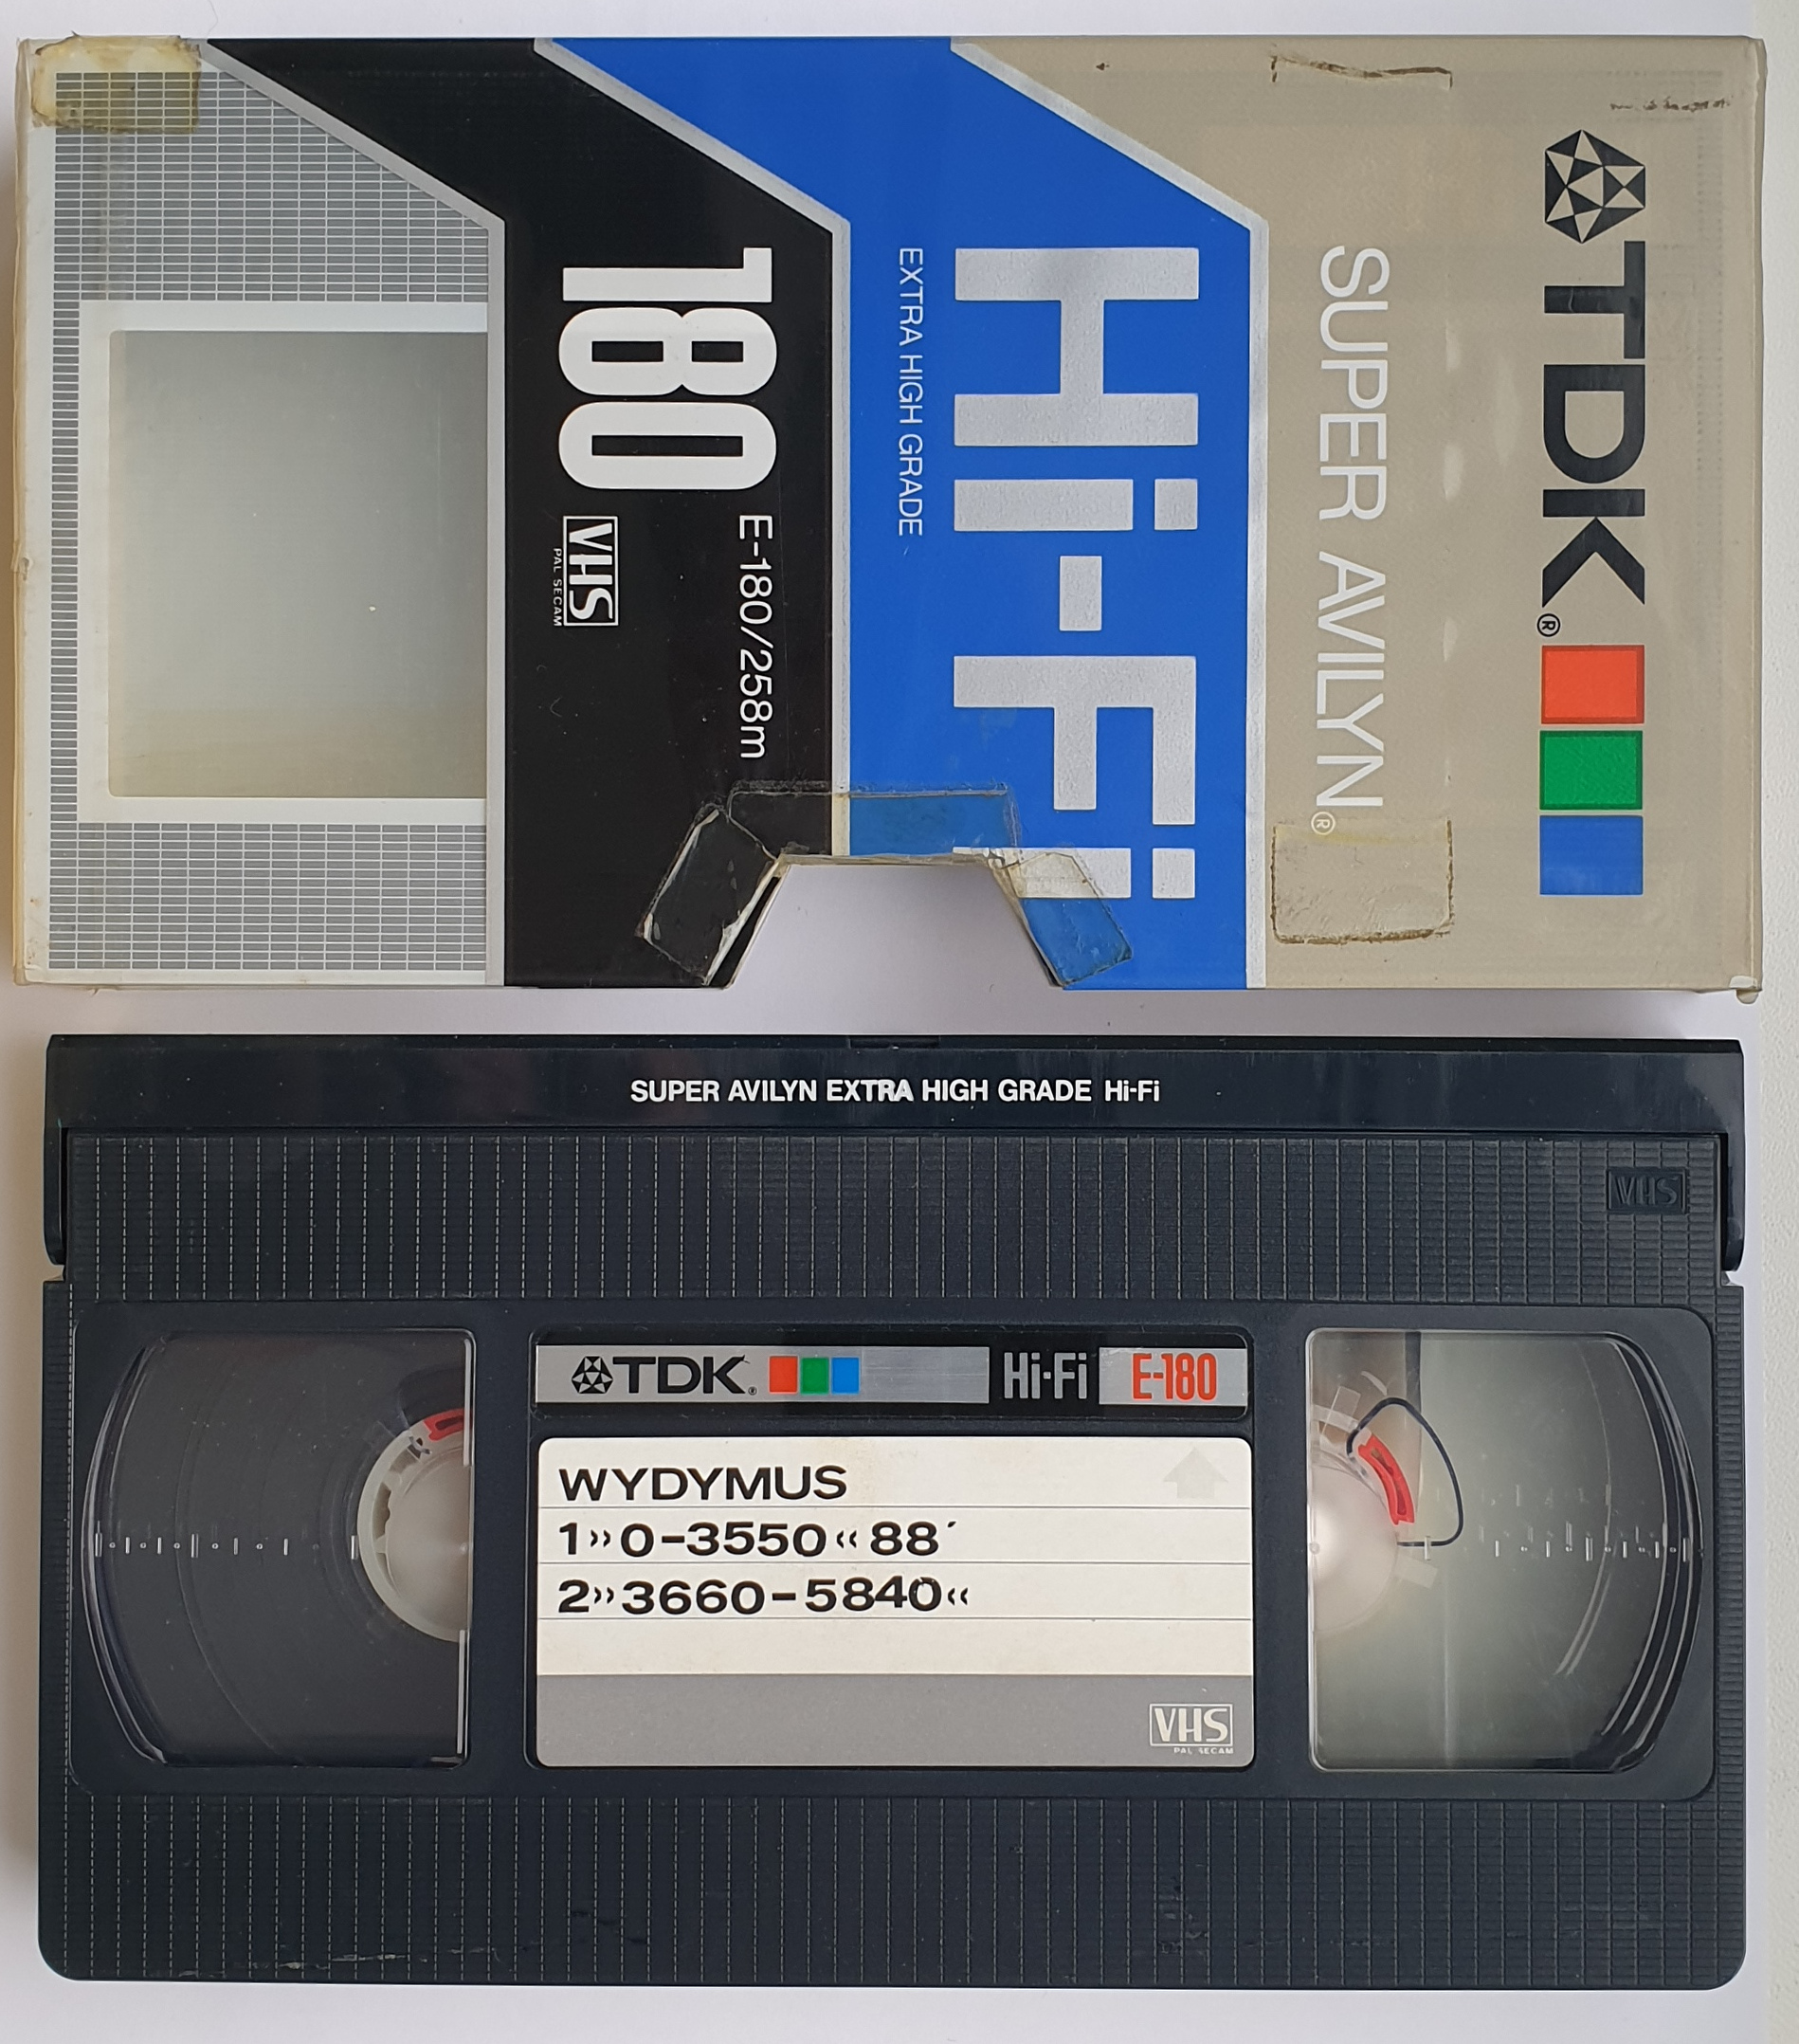 TDK®
SUPER AVILYN®
Hi-Fi
EXTRA HIGH GRADE
180
E-180/258m
VHS
PAL SECAM
SUPER AVILYN EXTRA HIGH GRADE Hi-Fi
VHS
TDK® Hi-Fi E-180
WYDYMUS
1»0-3550«88´
2»3660-5840«
VHS
PAL SECAM